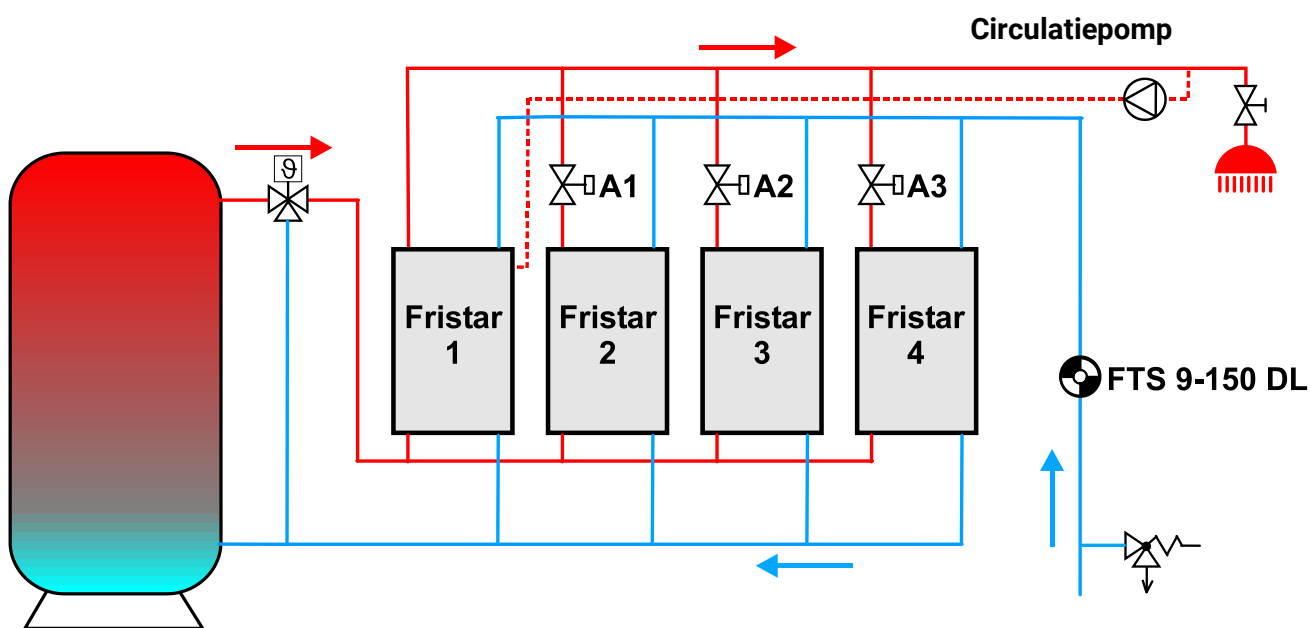 Circulatiepomp
ϑ
A1
A2
A3
Fristar
1
Fristar
2
Fristar
3
Fristar
4
FTS 9-150 DL